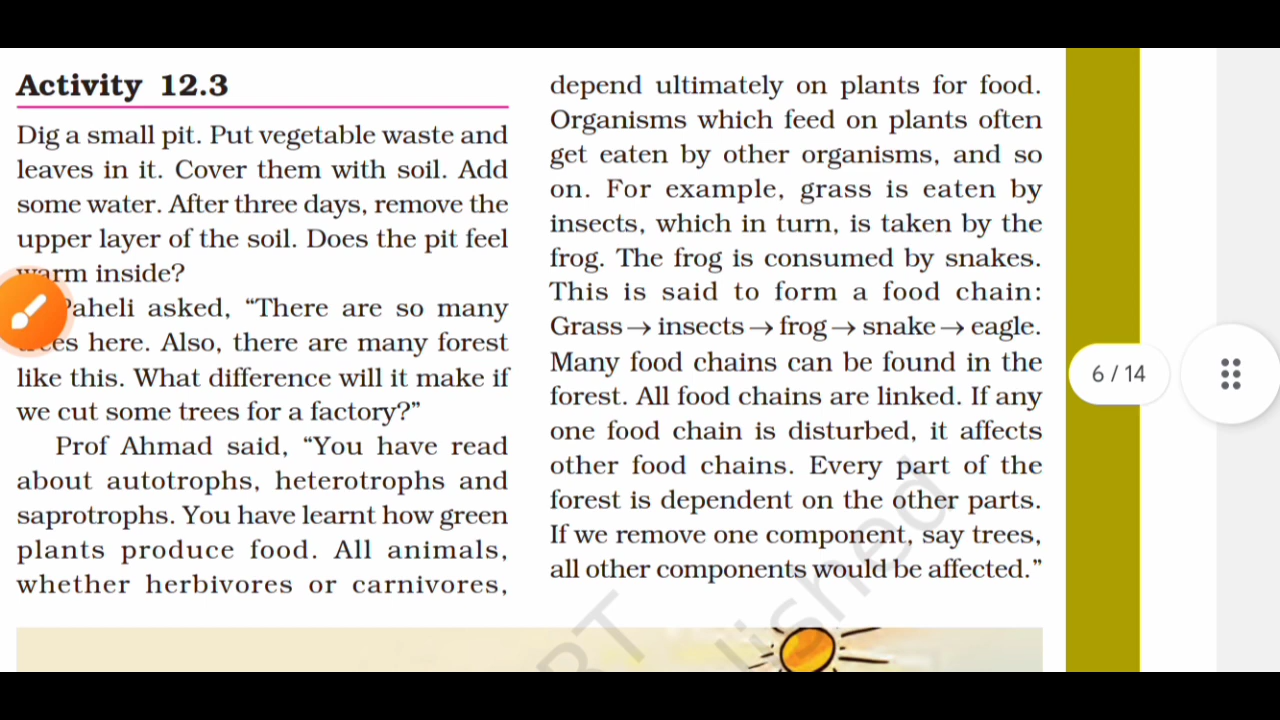 Activity 12.3
Dig a small pit. Put vegetable waste and
leaves in it. Cover them with soil. Add
some water. After three days, remove the
upper layer of the soil. Does the pit feel
warm inside?
Paheli asked, “There are so many
trees here. Also, there are many forest
like this. What difference will it make if
we cut some trees for a factory?”
Prof Ahmad said, “You have read
about autotrophs, heterotrophs and
saprotrophs. You have learnt how green
plants produce food. All animals,
whether herbivores or carnivores,
depend ultimately on plants for food.
Organisms which feed on plants often
get eaten by other organisms, and so
on. For example, grass is eaten by
insects, which in turn, is taken by the
frog. The frog is consumed by snakes.
This is said to form a food chain:
Grass→insects→frog→snake→eagle.
Many food chains can be found in the
forest. All food chains are linked. If any
one food chain is disturbed, it affects
other food chains. Every part of the
forest is dependent on the other parts.
If we remove one component, say trees,
all other components would be affected.”
6 / 14